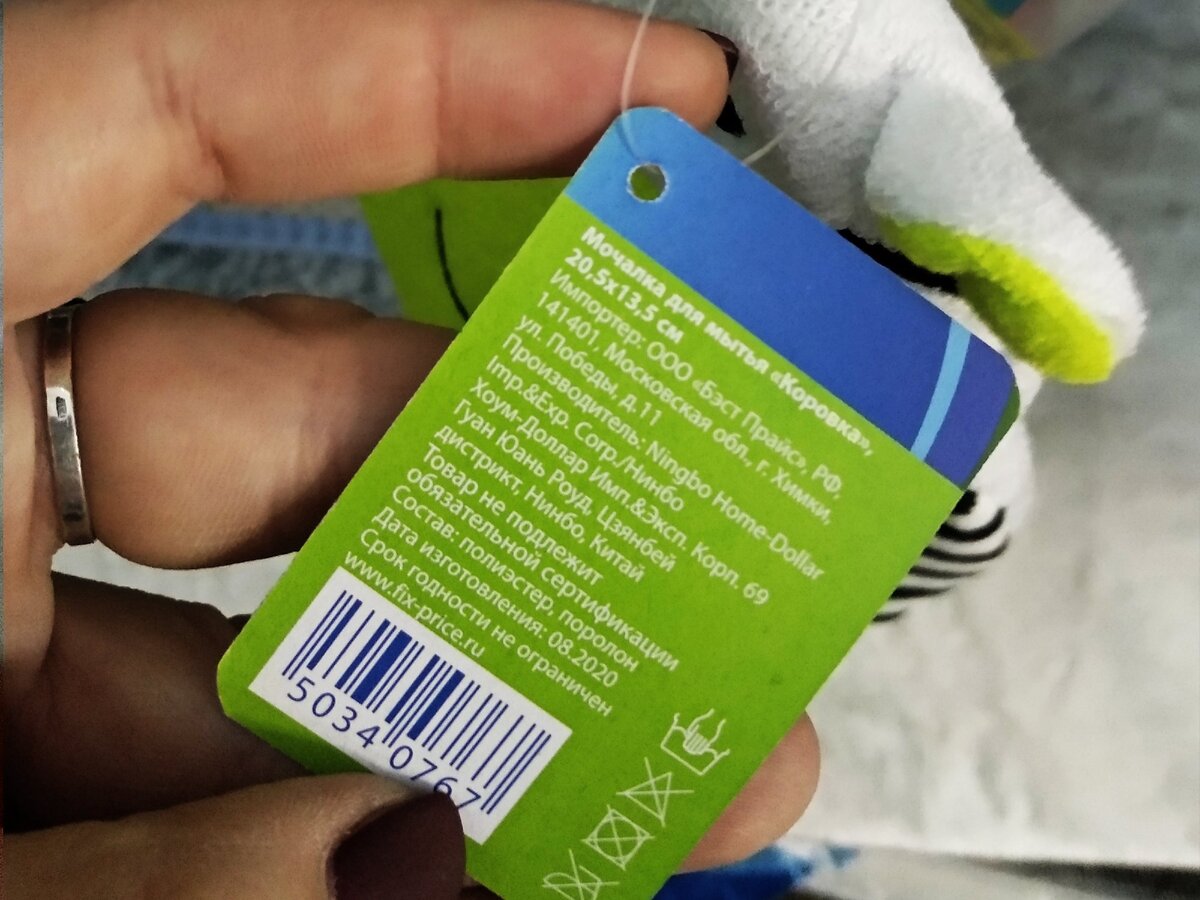 Мочалка для мытья «Коровка»,
20,5х13,5 см
Импортер: ООО «Бэст Прайс», РФ,
141401, Московская обл., г. Химки,
ул. Победы, д.11
Производитель: Ningbo Home-Dollar
Imp.&Exp. Corp./Нинбо
Хоум-Доллар Имп.&Эксп. Корп. 69
Гуан Юань Роуд, Цзянбей
дистрикт, Нинбо, Китай
Товар не подлежит
обязательной сертификации
Состав: полиэстер, поролон
Дата изготовления: 08.2020
Срок годности не ограничен
www.fix-price.ru
5034 0767